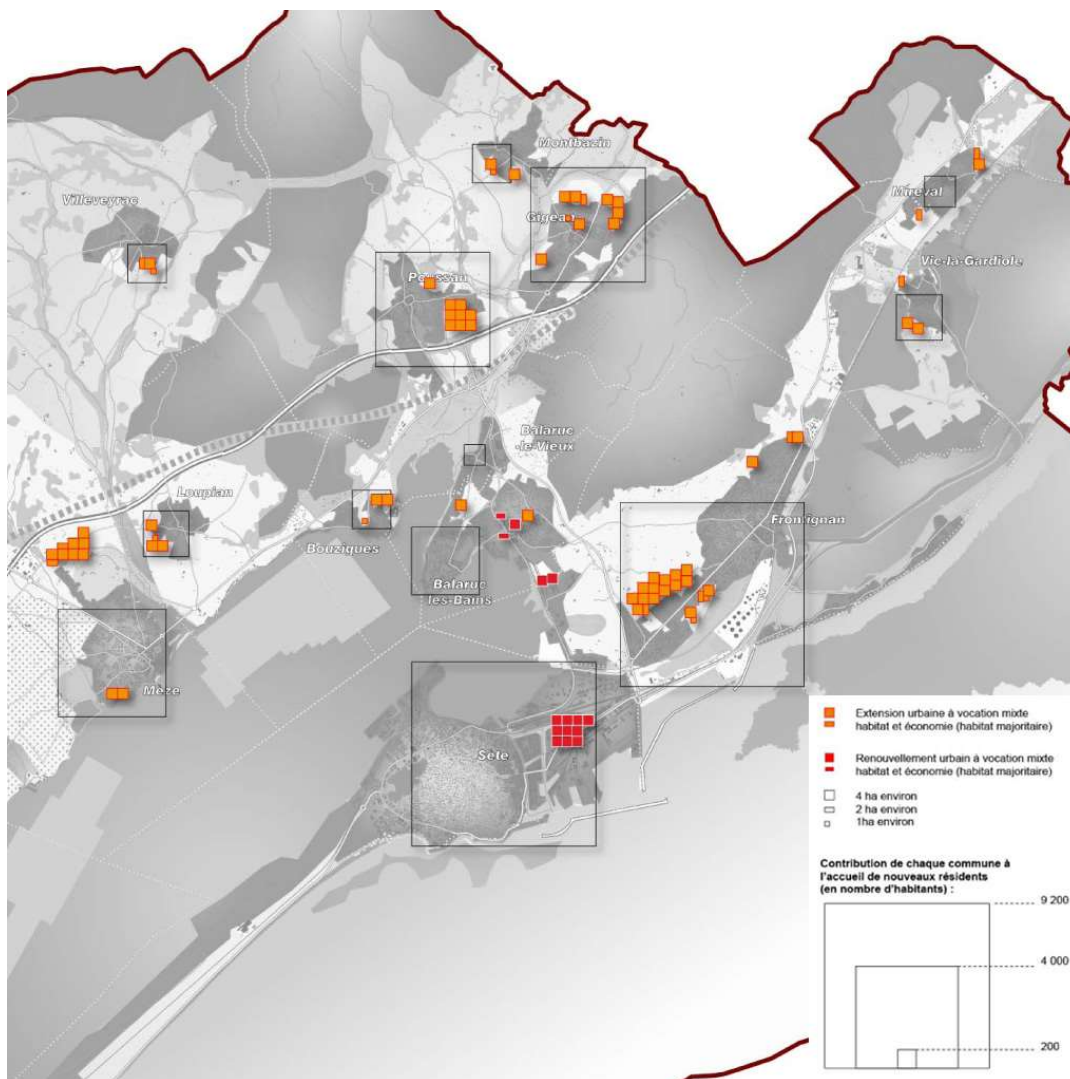 Montbazin
Mireval
Villeveyrac
Gigean
Vic-la-Gardiole
Poussan
Balaruc
-le-Vieux
Loupian
Frontignan
Bouzigues
Balaruc
les-Bains
Mèze
Sète
Extension urbaine à vocation mixte
habitat et économie (habitat majoritaire)
Renouvellement urbain à vocation mixte
habitat et économie (habitat majoritaire)
4 ha environ
2 ha environ
1ha environ
Contribution de chaque commune à
l'accueil de nouveaux résidents
(en nombre d'habitants) :
9 200
4 000
200